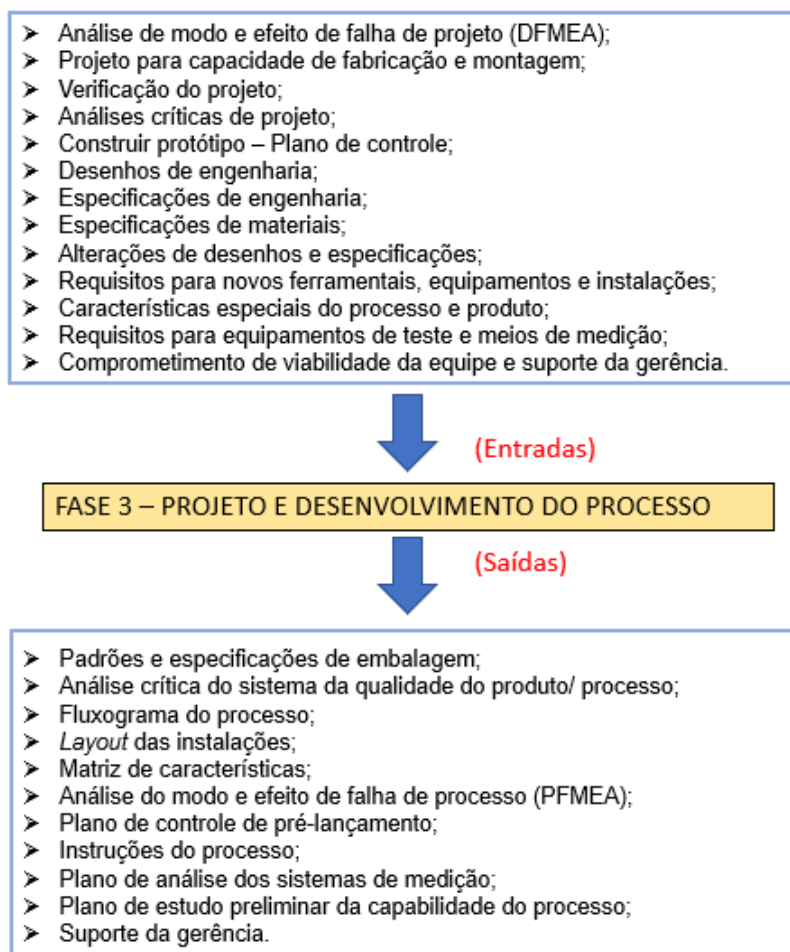 ➤ Análise de modo e efeito de falha de projeto (DFMEA);
➤ Projeto para capacidade de fabricação e montagem;
➤ Verificação do projeto;
➤ Análises críticas de projeto;
➤ Construir protótipo – Plano de controle;
➤ Desenhos de engenharia;
➤ Especificações de engenharia;
➤ Especificações de materiais;
➤ Alterações de desenhos e especificações;
➤ Requisitos para novos ferramentais, equipamentos e instalações;
➤ Características especiais do processo e produto;
➤ Requisitos para equipamentos de teste e meios de medição;
➤ Comprometimento de viabilidade da equipe e suporte da gerência.
(Entradas)
FASE 3 – PROJETO E DESENVOLVIMENTO DO PROCESSO
(Saídas)
➤ Padrões e especificações de embalagem;
➤ Análise crítica do sistema da qualidade do produto/ processo;
➤ Fluxograma do processo;
➤ Layout das instalações;
➤ Matriz de características;
➤ Análise do modo e efeito de falha de processo (PFMEA);
➤ Plano de controle de pré-lançamento;
➤ Instruções do processo;
➤ Plano de análise dos sistemas de medição;
➤ Plano de estudo preliminar da capabilidade do processo;
➤ Suporte da gerência.